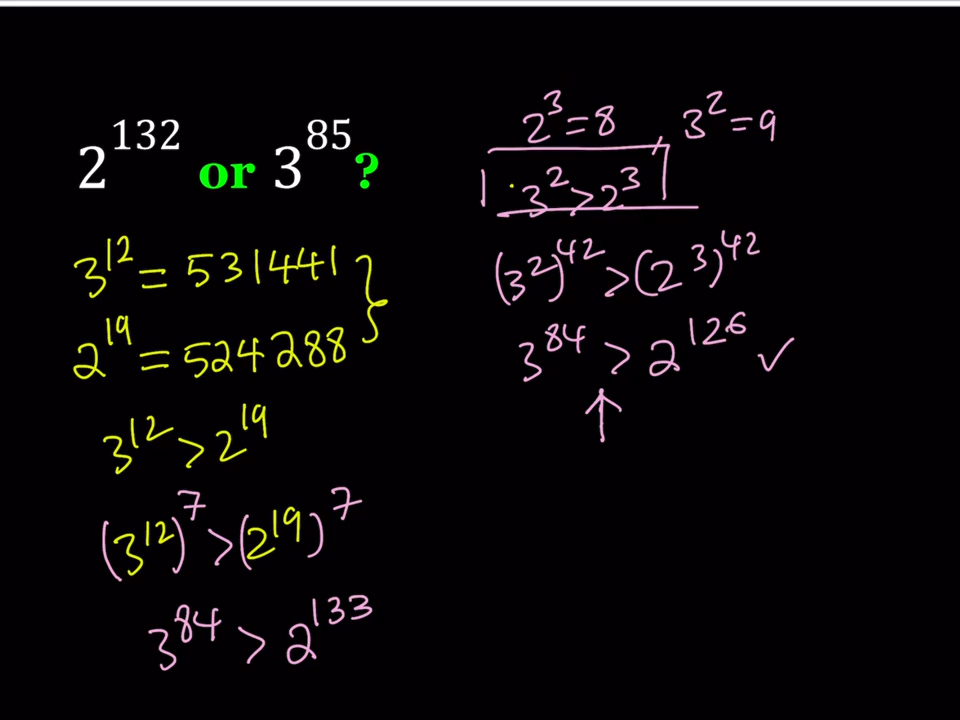 2^132 or 3^85?
3^12 = 531441
2^19 = 524288
3^12 > 2^19
(3^12)^7 > (2^19)^7
3^84 > 2^133
2^3 = 8, 3^2 = 9
3^2 > 2^3
(3^2)^42 > (2^3)^42
3^84 > 2^126 ✓
↑